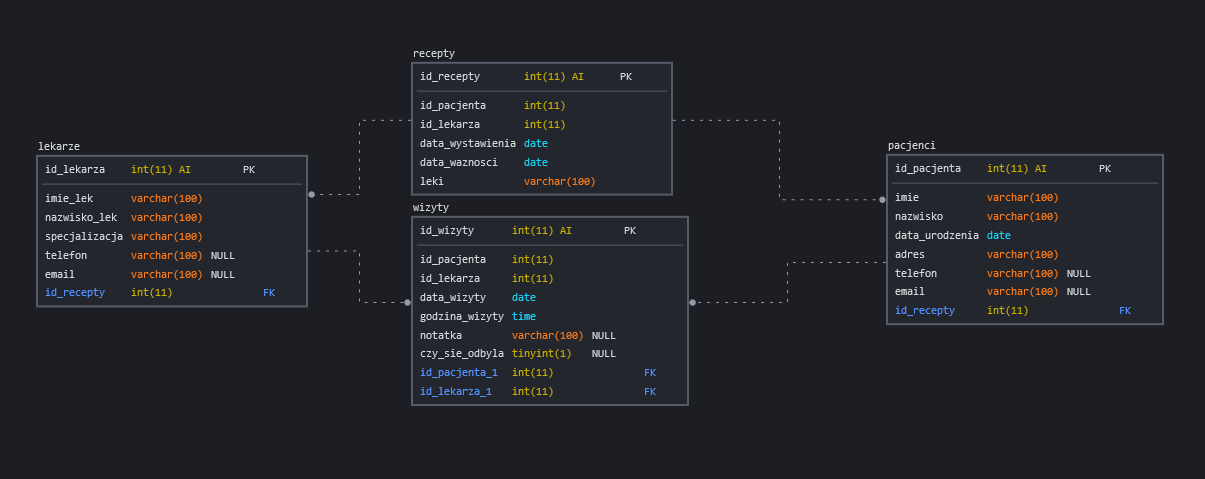 recepty
id_recepty int(11) AI PK
id_pacjenta int(11)
id_lekarza int(11)
data_wystawienia date
data_waznosci date
leki varchar(100)
lekarze
id_lekarza int(11) AI PK
imie_lek varchar(100)
nazwisko_lek varchar(100)
specjalizacja varchar(100)
telefon varchar(100) NULL
email varchar(100) NULL
id_recepty int(11) FK
wizyty
id_wizyty int(11) AI PK
id_pacjenta int(11)
id_lekarza int(11)
data_wizyty date
godzina_wizyty time
notatka varchar(100) NULL
czy_sie_odbyla tinyint(1) NULL
id_pacjenta_1 int(11) FK
id_lekarza_1 int(11) FK
pacjenci
id_pacjenta int(11) AI PK
imie varchar(100)
nazwisko varchar(100)
data_urodzenia date
adres varchar(100)
telefon varchar(100) NULL
email varchar(100) NULL
id_recepty int(11) FK